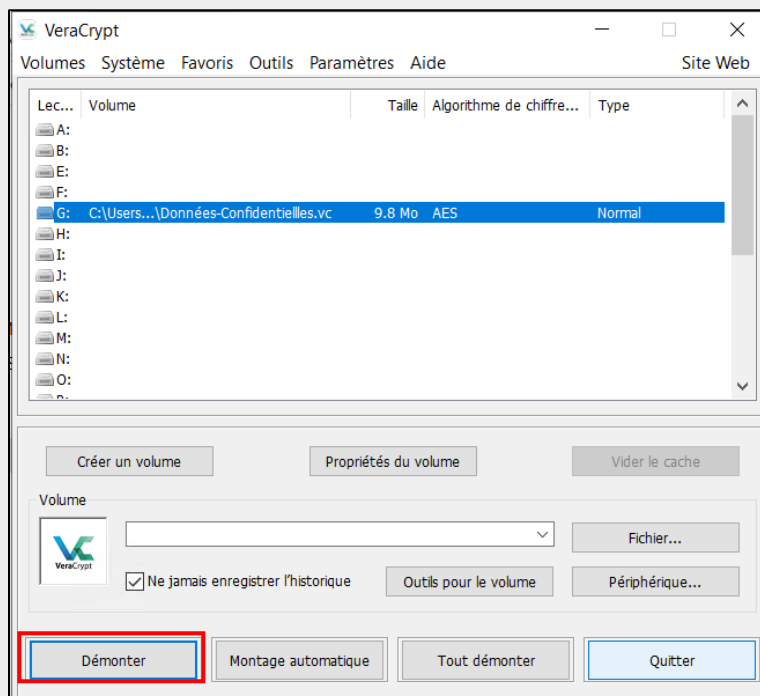 VeraCrypt
Volumes Système Favoris Outils Paramètres Aide Site Web
Lec... Volume Taille Algorithme de chiffre... Type
A:
B:
E:
F:
G: C:\Users...\Données-Confidentiellles.vc 9.8 Mo AES Normal
H:
I:
J:
K:
L:
M:
N:
O:
Créer un volume Propriétés du volume Vider le cache
Volume
VeraCrypt
Fichier...
Ne jamais enregistrer l'historique Outils pour le volume Périphérique...
Démonter Montage automatique Tout démonter Quitter